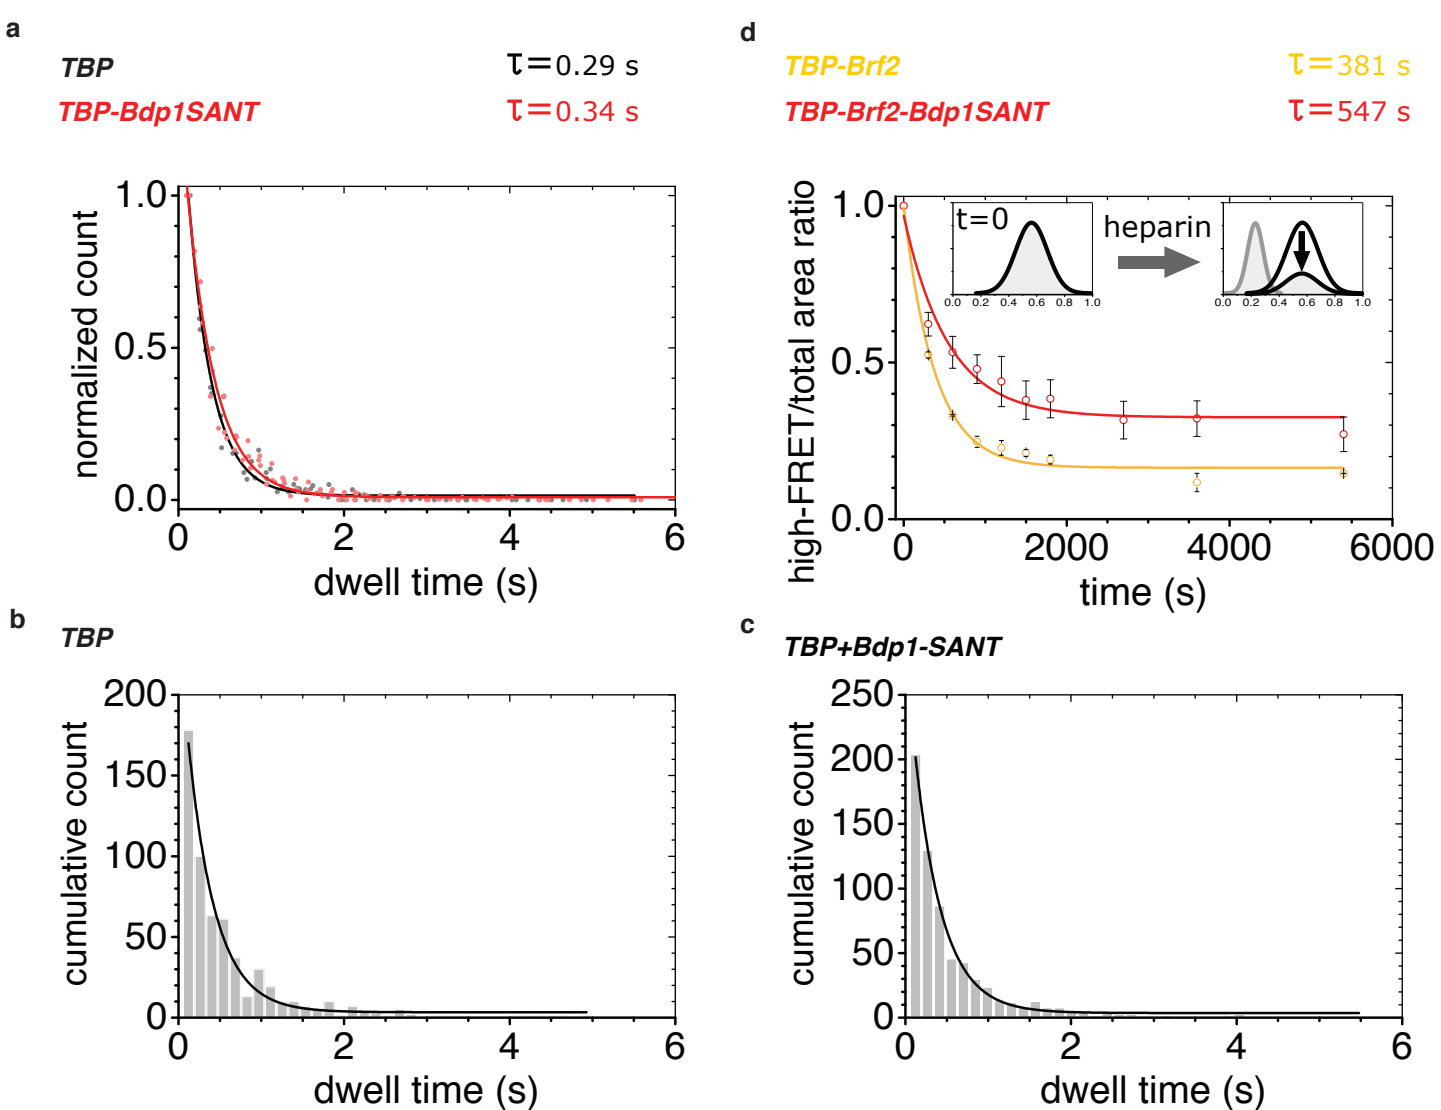 a
TBP τ=0.29 s
TBP-Bdp1SANT τ=0.34 s
normalized count
1.0
0.5
0.0
0 2 4 6
dwell time (s)
d
TBP-Brf2 τ=381 s
TBP-Brf2-Bdp1SANT τ=547 s
high-FRET/total area ratio
1.0
0.5
0.0
t=0
0.0 0.2 0.4 0.6 0.8 1.0
heparin
0.0 0.2 0.4 0.6 0.8 1.0
0 2000 4000 6000
time (s)
b
TBP
cumulative count
200
150
100
50
0
0 2 4 6
dwell time (s)
c
TBP+Bdp1-SANT
cumulative count
250
200
150
100
50
0
0 2 4 6
dwell time (s)